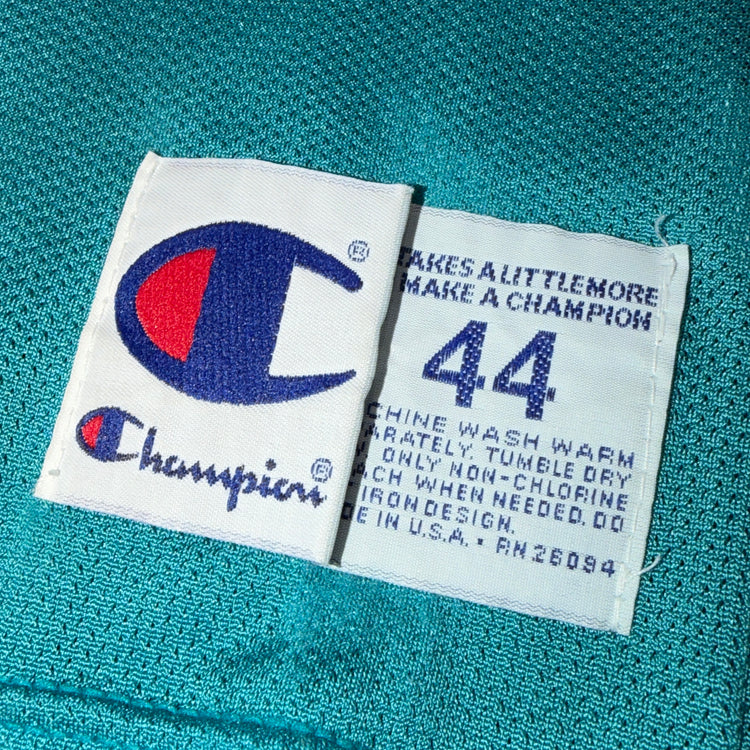 Champion
TAKES A LITTLE MORE
MAKE A CHAMPION
44
CHINE WASH WARM
ARATELY. TUMBLE DRY
ONLY NON-CHLORINE
ACH WHEN NEEDED. DO
IRON DESIGN.
DE IN U.S.A. • RN 26094